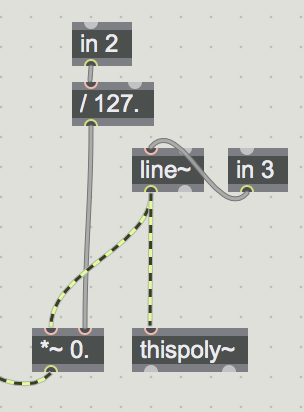 in 2
/ 127.
line~
in 3
*~ 0.
thispoly~